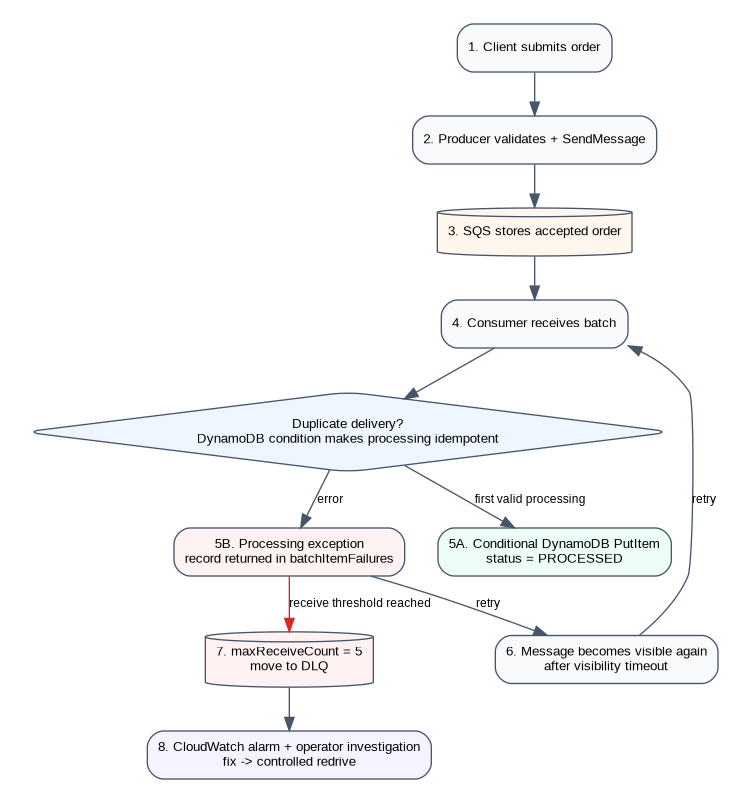 1. Client submits order
2. Producer validates + SendMessage
3. SQS stores accepted order
4. Consumer receives batch
Duplicate delivery?
DynamoDB condition makes processing idempotent
error
first valid processing
retry
5B. Processing exception
record returned in batchItemFailures
5A. Conditional DynamoDB PutItem
status = PROCESSED
receive threshold reached
retry
7. maxReceiveCount = 5
move to DLQ
6. Message becomes visible again
after visibility timeout
8. CloudWatch alarm + operator investigation
fix -> controlled redrive